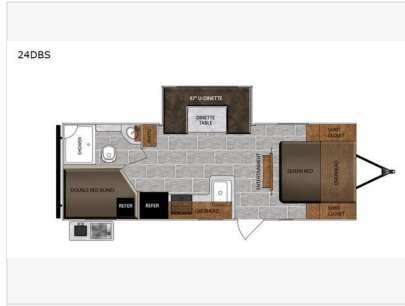 24DBS
87" U-DINETTE
DINETTE
TABLE
SHOWER
PANTRY
SHIRT
CLOSET
ENTERTAINMENT
QUEEN BED
OVERHEAD
DOUBLE BED BUNKS
REFER
REFER
OVERHEAD
SHIRT
CLOSET